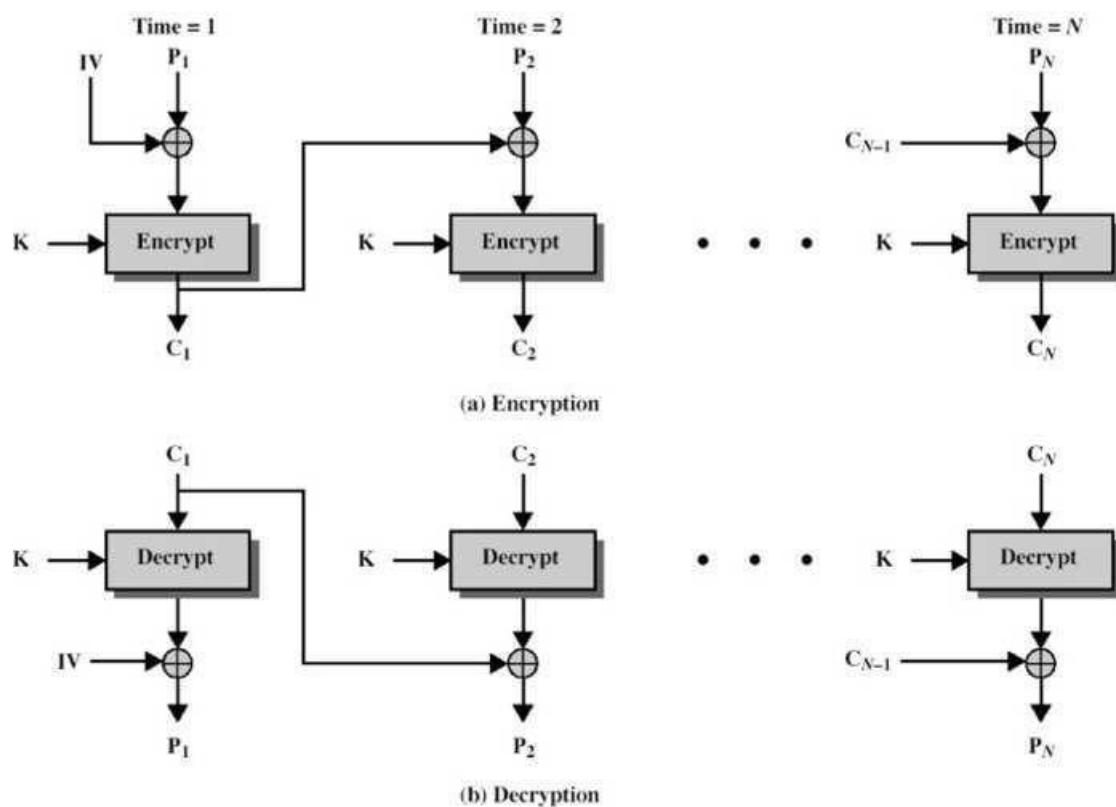 Time = 1 Time = 2 Time = N
IV P1 P2 PN
CN–1
K Encrypt K Encrypt • • • K Encrypt
C1 C2 CN
(a) Encryption
C1 C2 CN
K Decrypt K Decrypt • • • K Decrypt
IV CN–1
P1 P2 PN
(b) Decryption